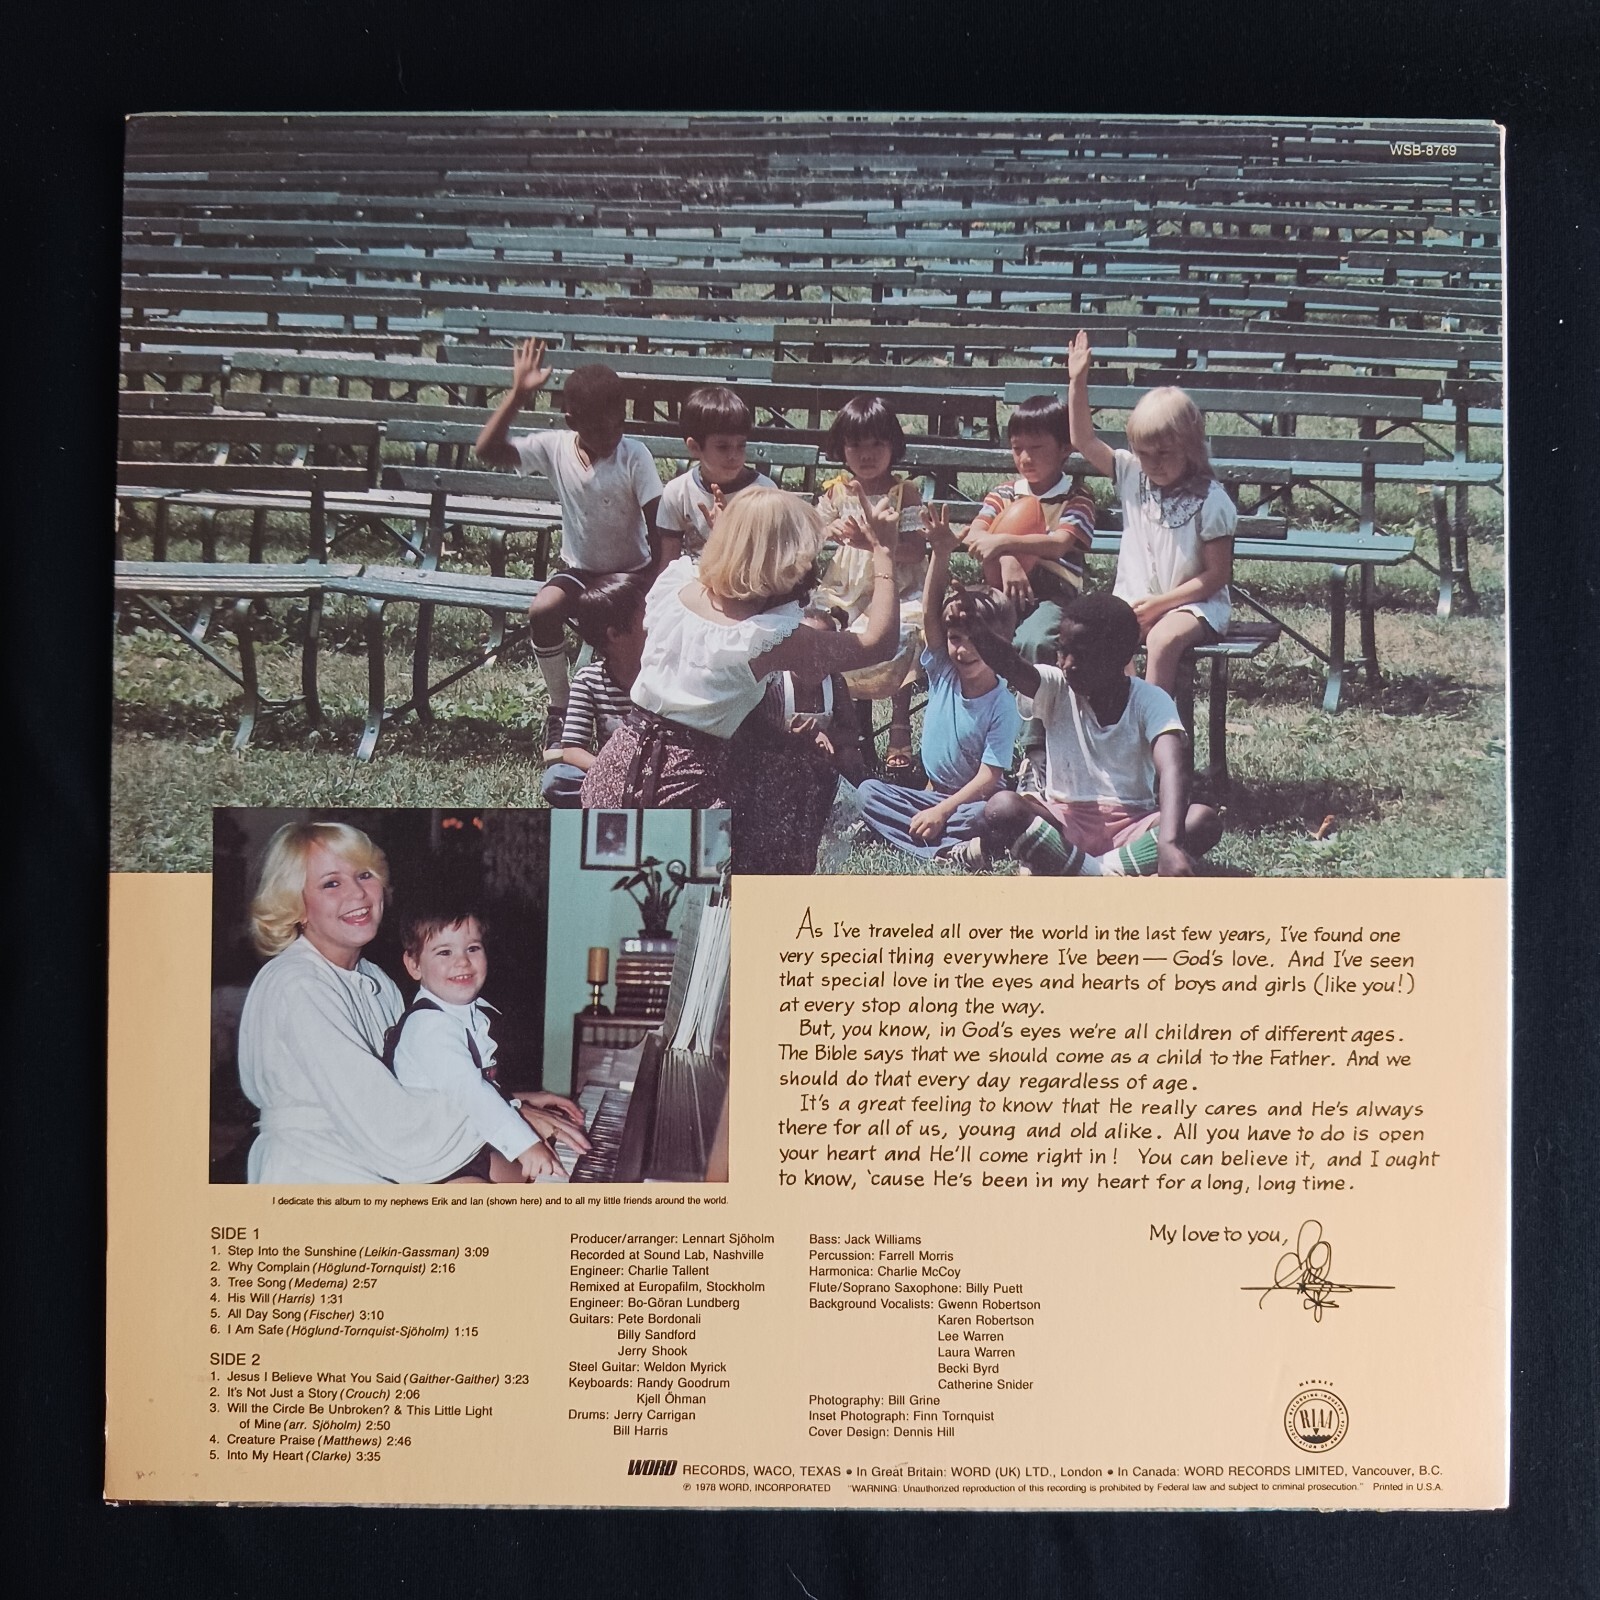 WSB-8769
As I've traveled all over the world in the last few years, I've found one
very special thing everywhere I've been— God's love. And I've seen
that special love in the eyes and hearts of boys and girls (like you!)
at every stop along the way.
But, you know, in God's eyes we're all children of different ages.
The Bible says that we should come as a child to the Father. And we
should do that every day regardless of age.
It's a great feeling to know that He really cares and He's always
there for all of us, young and old alike. All you have to do is open
your heart and He'll come right in! You can believe it, and I ought
to know, 'cause He's been in my heart for a long, long time.
My love to you,
I dedicate this album to my nephews Erik and Ian (shown here) and to all my little friends around the world.
SIDE 1
1. Step Into the Sunshine (Leikin-Gassman) 3:09
2. Why Complain (Höglund-Tornquist) 2:16
3. Tree Song (Medema) 2:57
4. His Will (Harris) 1:31
5. All Day Song (Fischer) 3:10
6. I Am Safe (Höglund-Tornquist-Sjöholm) 1:15
SIDE 2
1. Jesus I Believe What You Said (Gaither-Gaither) 3:23
2. It's Not Just a Story (Crouch) 2:06
3. Will the Circle Be Unbroken? & This Little Light
of Mine (arr. Sjöholm) 2:50
4. Creature Praise (Matthews) 2:46
5. Into My Heart (Clarke) 3:35
Producer/arranger: Lennart Sjöholm
Recorded at Sound Lab, Nashville
Engineer: Charlie Tallent
Remixed at Europafilm, Stockholm
Engineer: Bo-Göran Lundberg
Guitars: Pete Bordonali
Billy Sandford
Jerry Shook
Steel Guitar: Weldon Myrick
Keyboards: Randy Goodrum
Kjell Öhman
Drums: Jerry Carrigan
Bill Harris
Bass: Jack Williams
Percussion: Farrell Morris
Harmonica: Charlie McCoy
Flute/Soprano Saxophone: Billy Puett
Background Vocalists: Gwenn Robertson
Karen Robertson
Lee Warren
Laura Warren
Becki Byrd
Catherine Snider
Photography: Bill Grine
Inset Photograph: Finn Tornquist
Cover Design: Dennis Hill
MEMBER
RECORDING INDUSTRY
RIAA
ASSOCIATION OF AMERICA
WORD RECORDS, WACO, TEXAS • In Great Britain: WORD (UK) LTD., London • In Canada: WORD RECORDS LIMITED, Vancouver, B.C.
℗ 1978 WORD, INCORPORATED "WARNING: Unauthorized reproduction of this recording is prohibited by Federal law and subject to criminal prosecution." Printed in U.S.A.